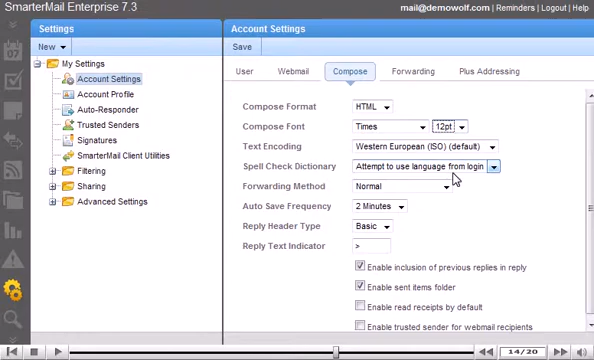 SmarterMail Enterprise 7.3
mail@demowolf.com | Reminders | Logout | Help
Settings
New
My Settings
Account Settings
Account Profile
Auto-Responder
Trusted Senders
Signatures
SmarterMail Client Utilities
Filtering
Sharing
Advanced Settings
Account Settings
Save
User
Webmail
Compose
Forwarding
Plus Addressing
Compose Format HTML
Compose Font Times 12pt
Text Encoding Western European (ISO) (default)
Spell Check Dictionary Attempt to use language from login
Forwarding Method Normal
Auto Save Frequency 2 Minutes
Reply Header Type Basic
Reply Text Indicator >
Enable inclusion of previous replies in reply
Enable sent items folder
Enable read receipts by default
Enable trusted sender for webmail recipients
14/20